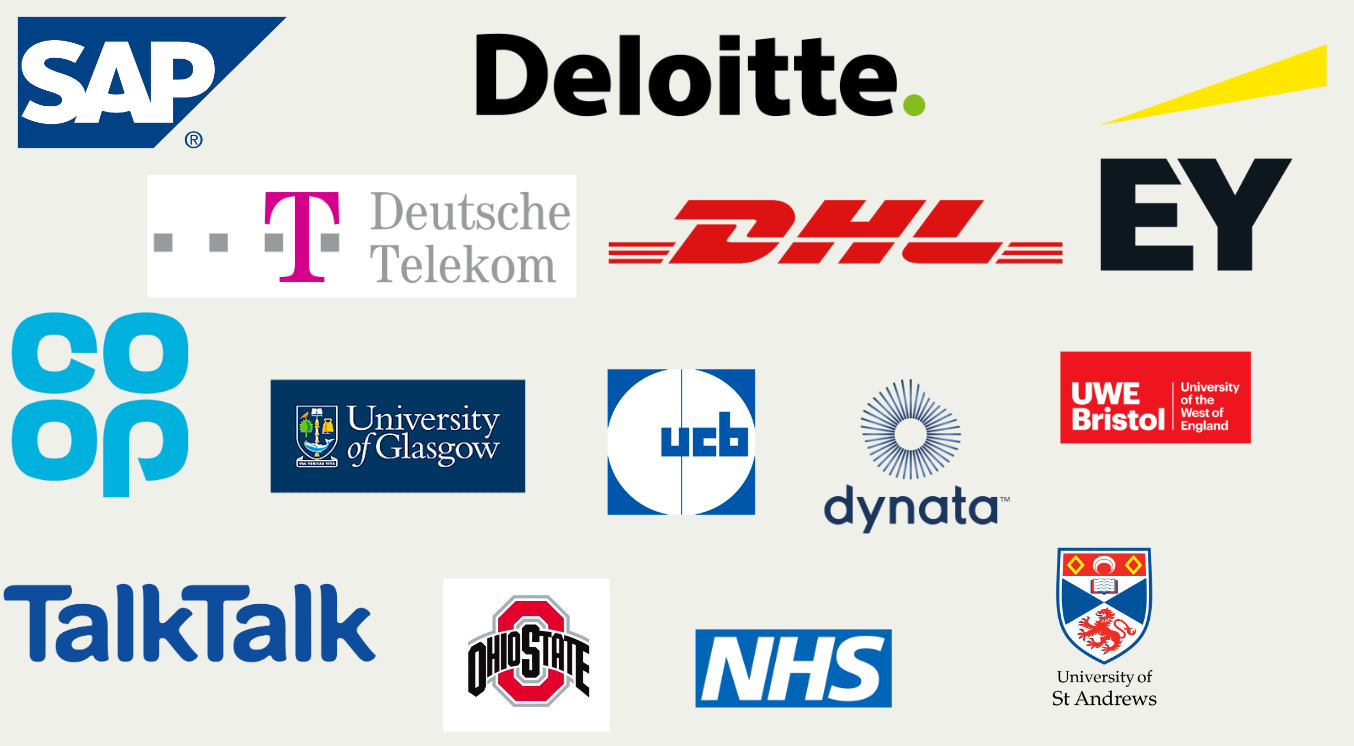 SAP
®
Deloitte.
EY
Deutsche
Telekom
DHL
co
op
University
of Glasgow
VIA VERITAS VITA
ucb
dynata™
UWE
Bristol
University
of the
West of
England
TalkTalk
OHIO STATE
NHS
University of
St Andrews